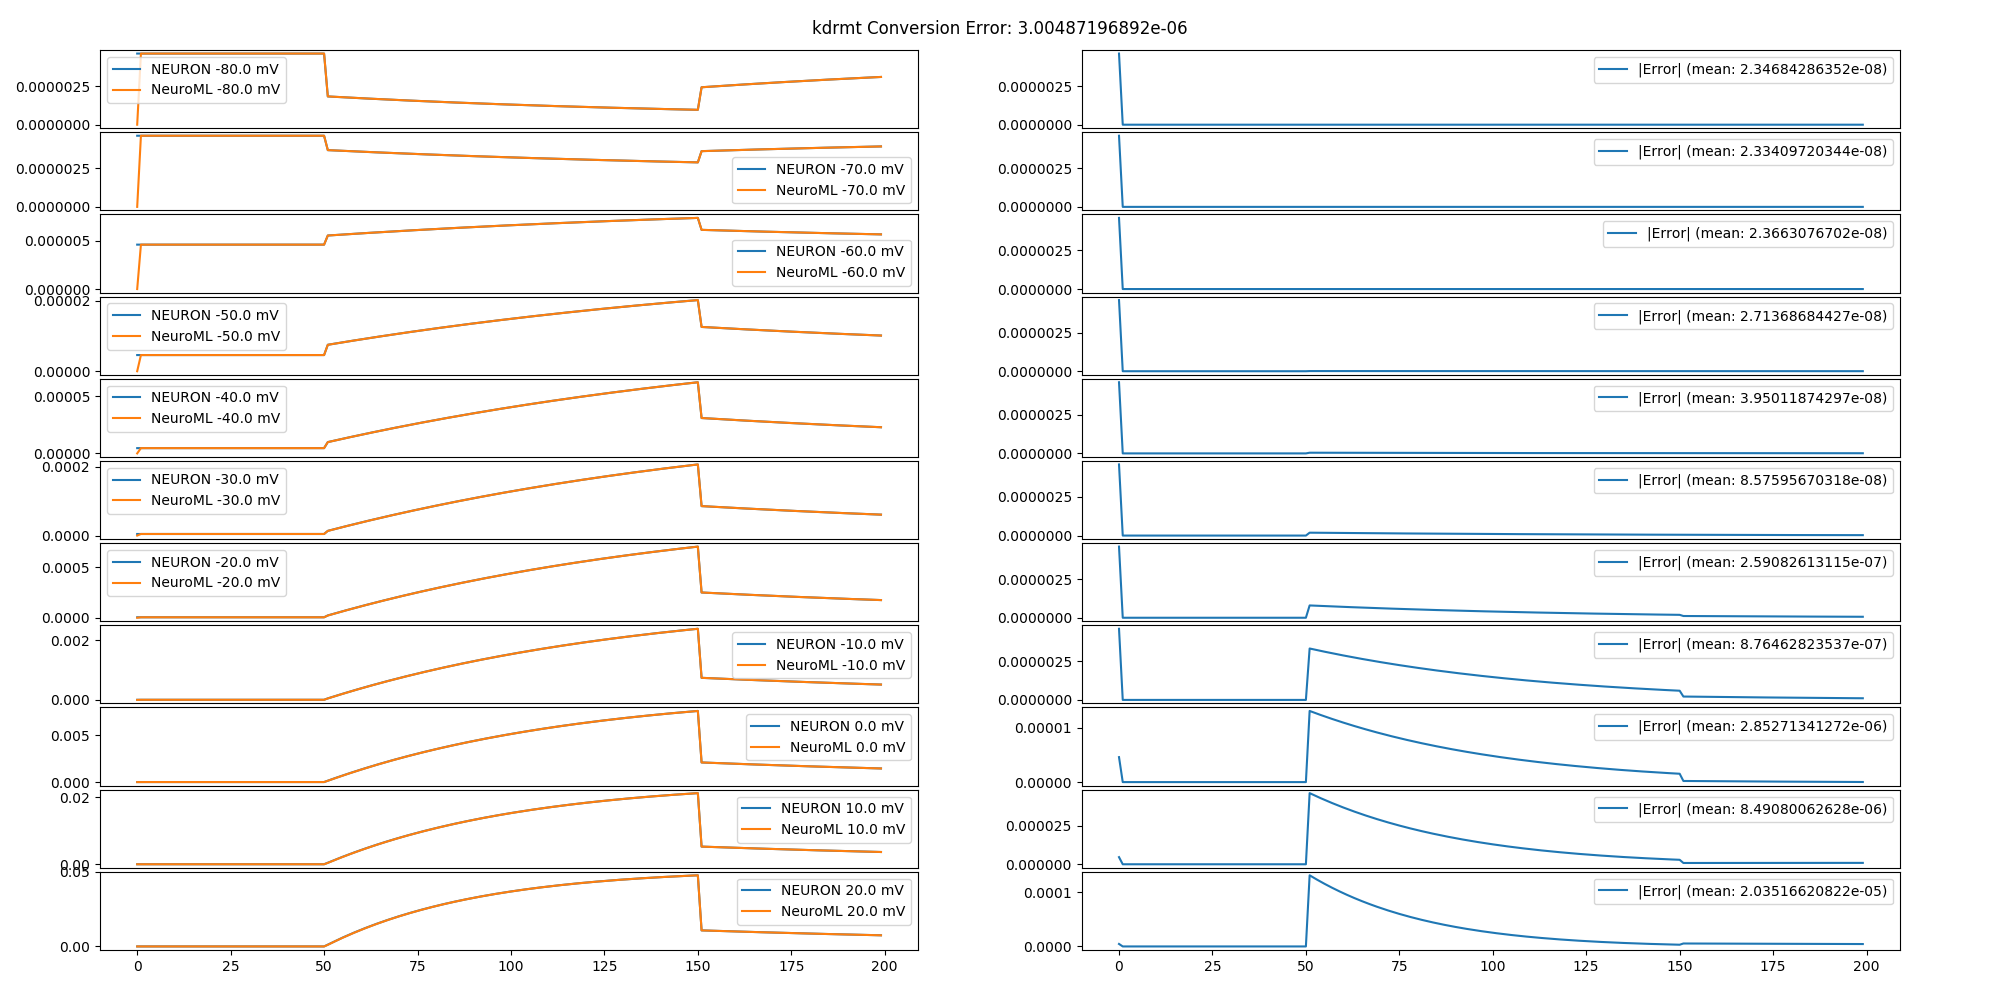 kdrmt Conversion Error: 3.00487196892e-06
0.0000025
0.0000000
NEURON -80.0 mV
NeuroML -80.0 mV
0.0000025
0.0000000
|Error| (mean: 2.34684286352e-08)
0.0000025
0.0000000
NEURON -70.0 mV
NeuroML -70.0 mV
0.0000025
0.0000000
|Error| (mean: 2.33409720344e-08)
0.000005
0.000000
NEURON -60.0 mV
NeuroML -60.0 mV
0.0000025
0.0000000
|Error| (mean: 2.3663076702e-08)
0.00002
0.00000
NEURON -50.0 mV
NeuroML -50.0 mV
0.0000025
0.0000000
|Error| (mean: 2.71368684427e-08)
0.00005
0.00000
NEURON -40.0 mV
NeuroML -40.0 mV
0.0000025
0.0000000
|Error| (mean: 3.95011874297e-08)
0.0002
0.0000
NEURON -30.0 mV
NeuroML -30.0 mV
0.0000025
0.0000000
|Error| (mean: 8.57595670318e-08)
0.0005
0.0000
NEURON -20.0 mV
NeuroML -20.0 mV
0.0000025
0.0000000
|Error| (mean: 2.59082613115e-07)
0.002
0.000
NEURON -10.0 mV
NeuroML -10.0 mV
0.0000025
0.0000000
|Error| (mean: 8.76462823537e-07)
0.005
0.000
NEURON 0.0 mV
NeuroML 0.0 mV
0.00001
0.00000
|Error| (mean: 2.85271341272e-06)
0.02
0.00
NEURON 10.0 mV
NeuroML 10.0 mV
0.000025
0.000000
|Error| (mean: 8.49080062628e-06)
0.05
0.00
NEURON 20.0 mV
NeuroML 20.0 mV
0.0001
0.0000
|Error| (mean: 2.03516620822e-05)
0 25 50 75 100 125 150 175 200
0 25 50 75 100 125 150 175 200